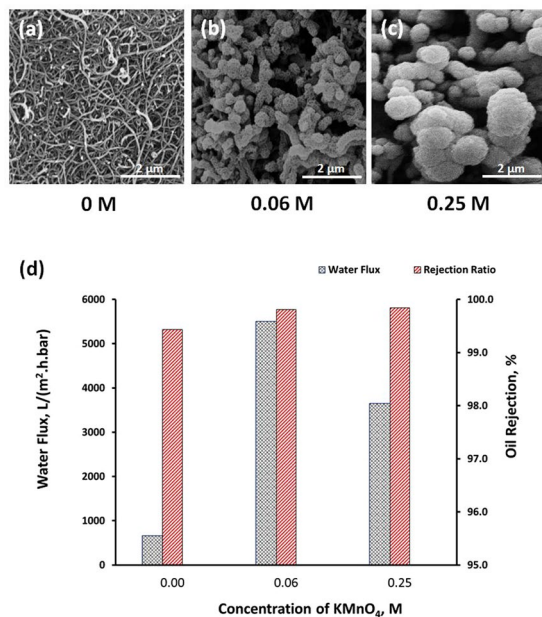 (a) (b) (c)
2 µm 2 µm 2 µm
0 M 0.06 M 0.25 M
(d)
Water Flux Rejection Ratio
6000 100.0
5000 99.0
4000 98.0
3000 97.0
2000 96.0
1000 95.0
0
Water Flux, L/(m².h.bar)
Oil Rejection, %
0.00 0.06 0.25
Concentration of KMnO₄, M